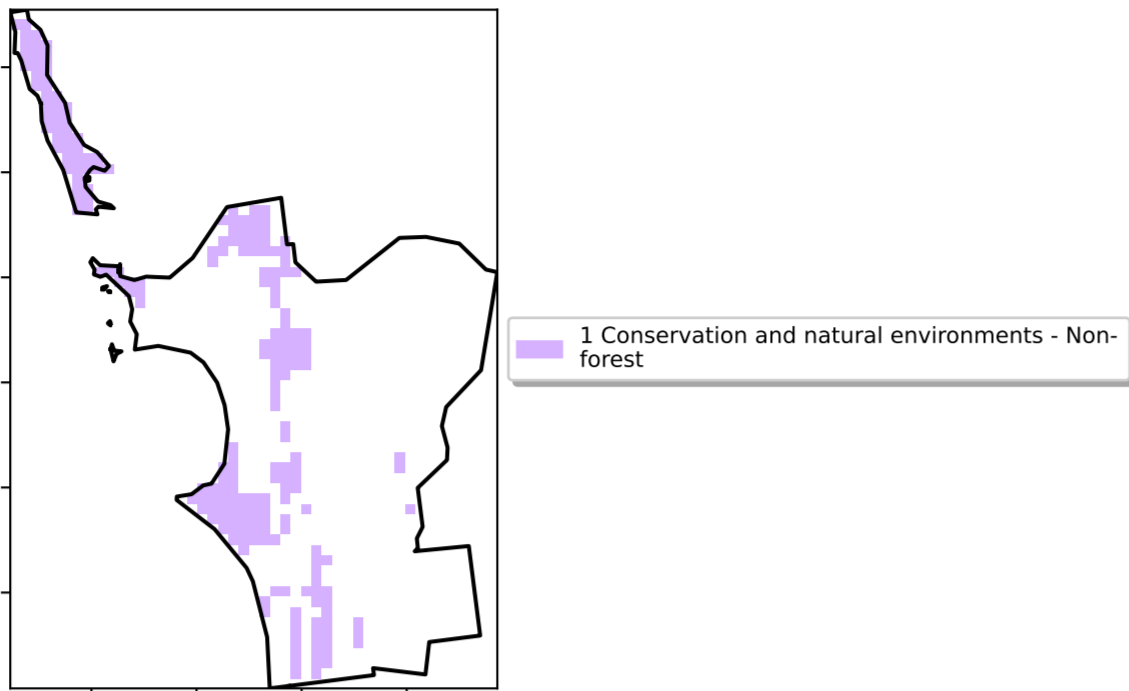 1 Conservation and natural environments - Non-
forest